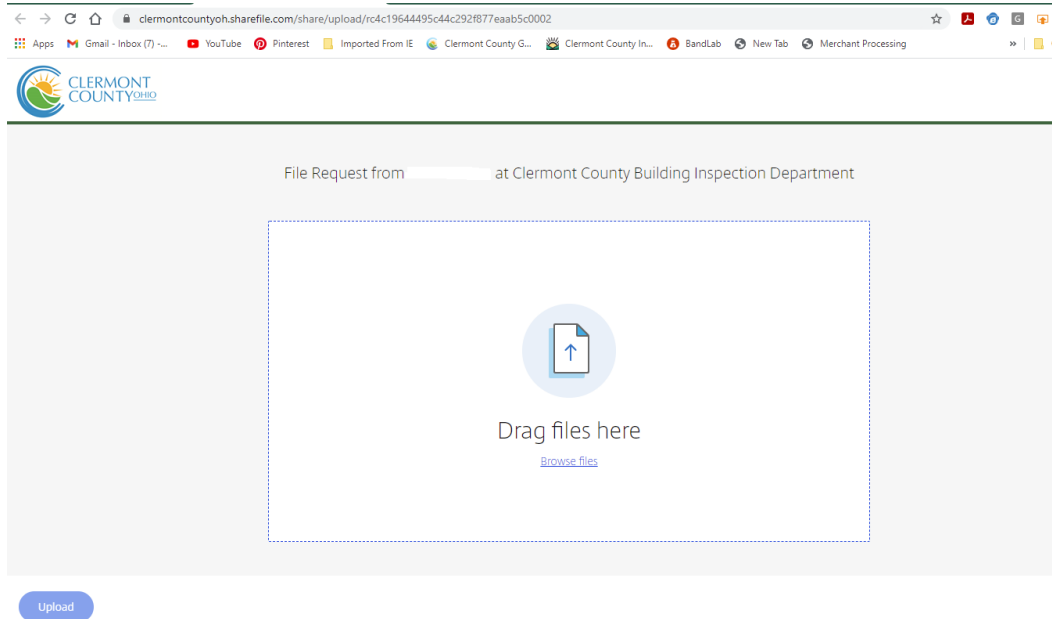 clermontcountyoh.sharefile.com/share/upload/rc4c19644495c44c292f877eaab5c0002
Apps Gmail - Inbox (7) -... YouTube Pinterest Imported From IE Clermont County G... Clermont County In... BandLab New Tab Merchant Processing »
CLERMONT
COUNTY OHIO
File Request from at Clermont County Building Inspection Department
Drag files here
Browse files
Upload